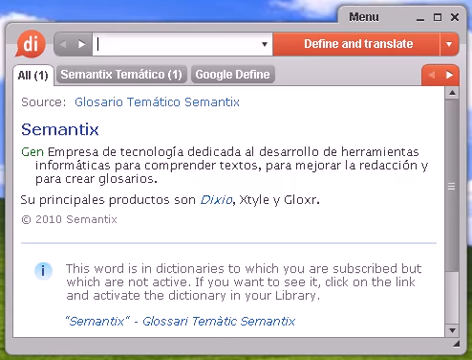 Menu
di
Define and translate
All (1) Semantix Temático (1) Google Define
Source: Glosario Temático Semantix
Semantix
Gen Empresa de tecnología dedicada al desarrollo de herramientas
informáticas para comprender textos, para mejorar la redacción y
para crear glosarios.
Su principales productos son Dixio, Xtyle y Gloxr.
© 2010 Semantix
This word is in dictionaries to which you are subscribed but
which are not active. If you want to see it, click on the link
and activate the dictionary in your Library.
"Semantix" - Glossari Temàtic Semantix